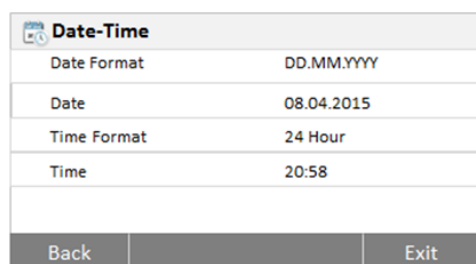 Date-Time
Date Format DD.MM.YYYY
Date 08.04.2015
Time Format 24 Hour
Time 20:58
Back Exit